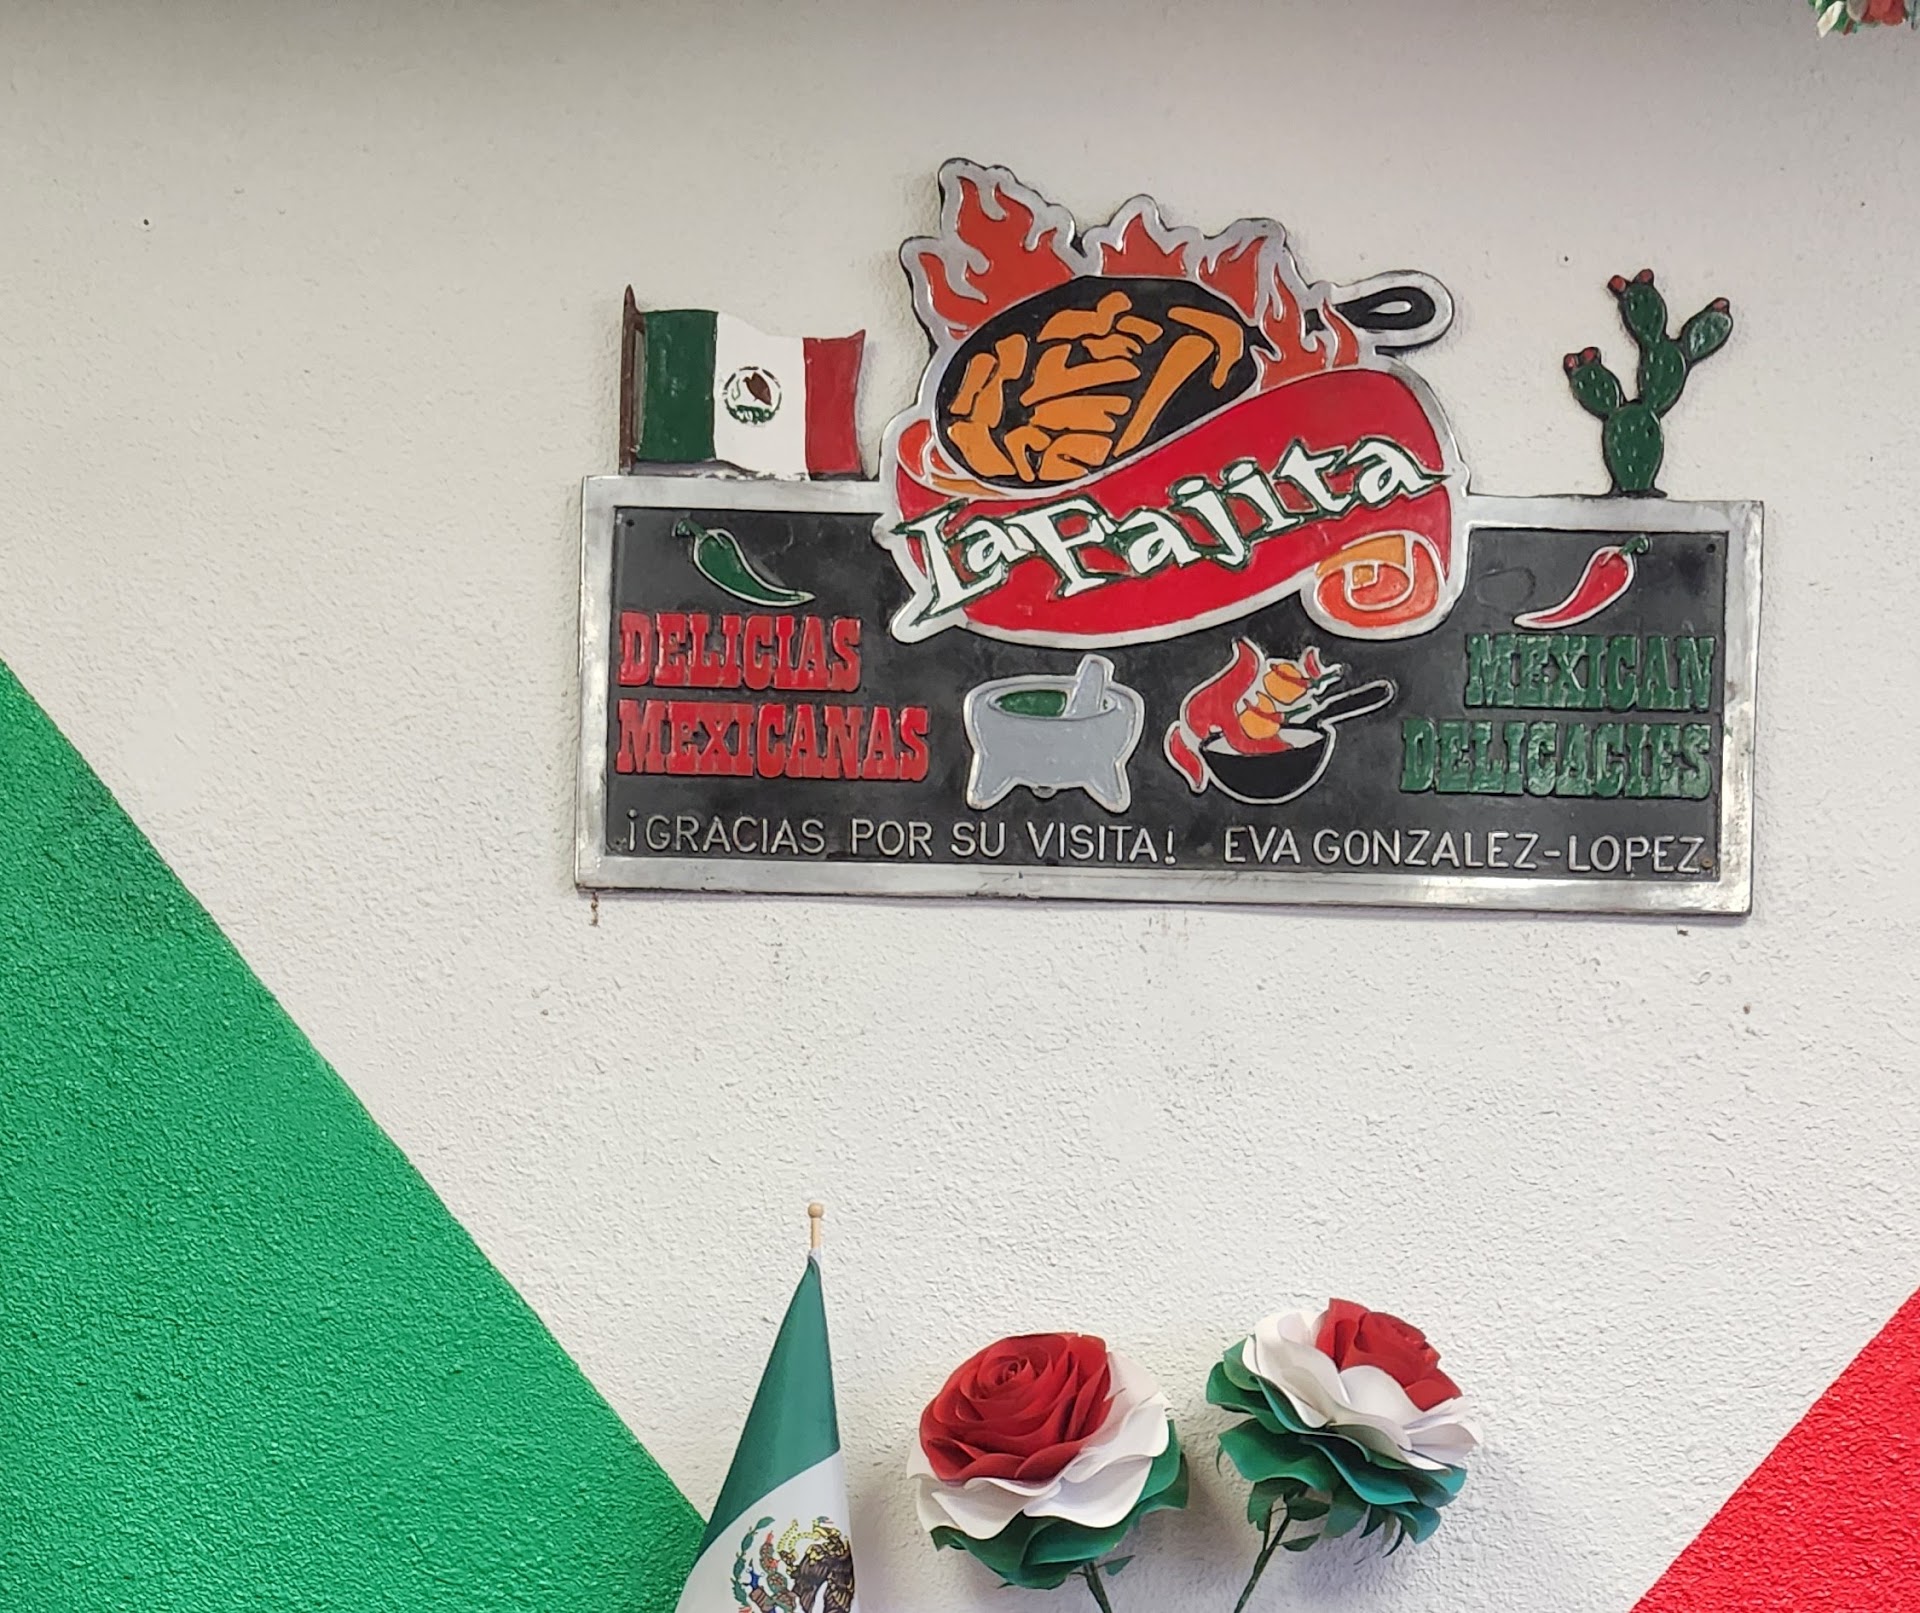 La Fajita
DELICIAS
MEXICANAS
MEXICAN
DELICACIES
¡GRACIAS POR SU VISITA! EVA GONZALEZ-LOPEZ